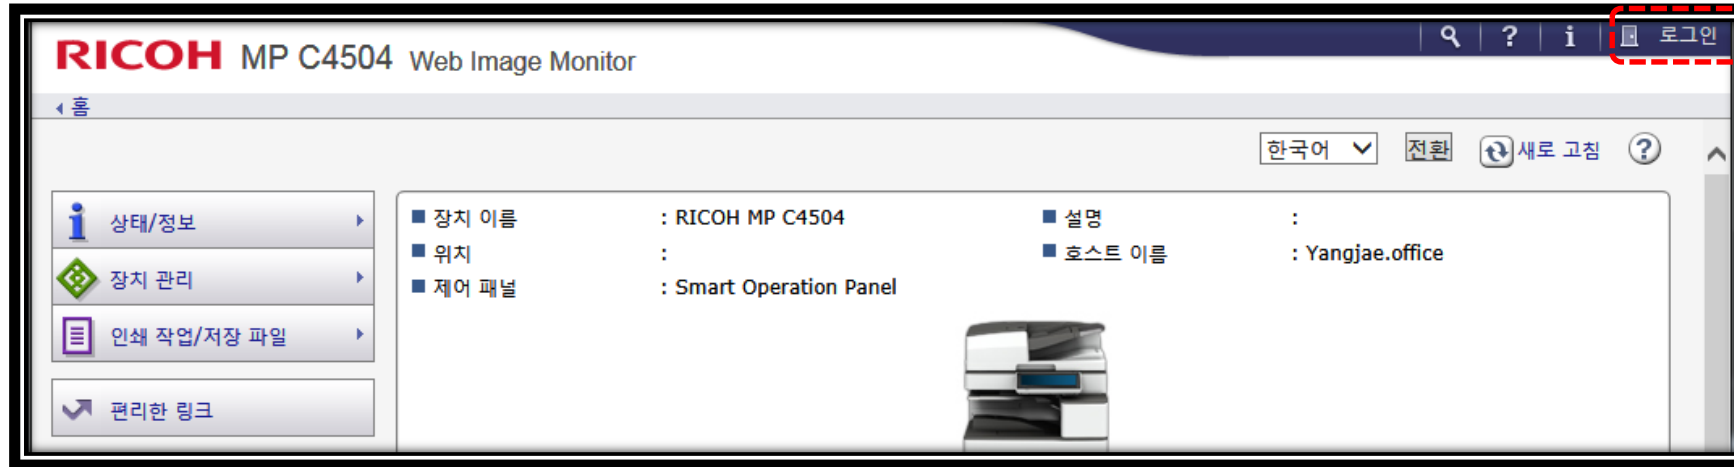 RICOH MP C4504 Web Image Monitor
? i 로그인
홈
한국어 전환 새로 고침 ?
상태/정보
장치 관리
인쇄 작업/저장 파일
편리한 링크
장치 이름 : RICOH MP C4504 설명 :
위치 : 호스트 이름 : Yangjae.office
제어 패널 : Smart Operation Panel